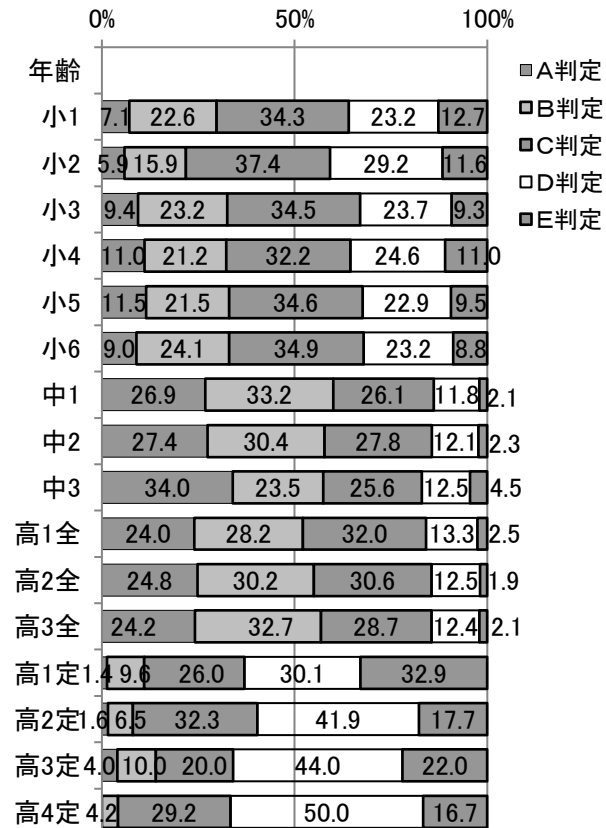 0% 50% 100%
年齢
小1 7.1 22.6 34.3 23.2 12.7
小2 5.9 15.9 37.4 29.2 11.6
小3 9.4 23.2 34.5 23.7 9.3
小4 11.0 21.2 32.2 24.6 11.0
小5 11.5 21.5 34.6 22.9 9.5
小6 9.0 24.1 34.9 23.2 8.8
中1 26.9 33.2 26.1 11.8 2.1
中2 27.4 30.4 27.8 12.1 2.3
中3 34.0 23.5 25.6 12.5 4.5
高1全 24.0 28.2 32.0 13.3 2.5
高2全 24.8 30.2 30.6 12.5 1.9
高3全 24.2 32.7 28.7 12.4 2.1
高1定 1.4 9.6 26.0 30.1 32.9
高2定 1.6 6.5 32.3 41.9 17.7
高3定 4.0 10.0 20.0 44.0 22.0
高4定 4.2 29.2 50.0 16.7
A判定
B判定
C判定
D判定
E判定